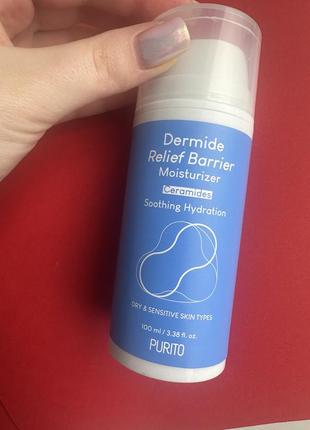 Dermide
Relief Barrier
Moisturizer
Ceramides
Soothing Hydration
DRY & SENSITIVE SKIN TYPES
100 ml / 3.38 fl. oz.
PURITO